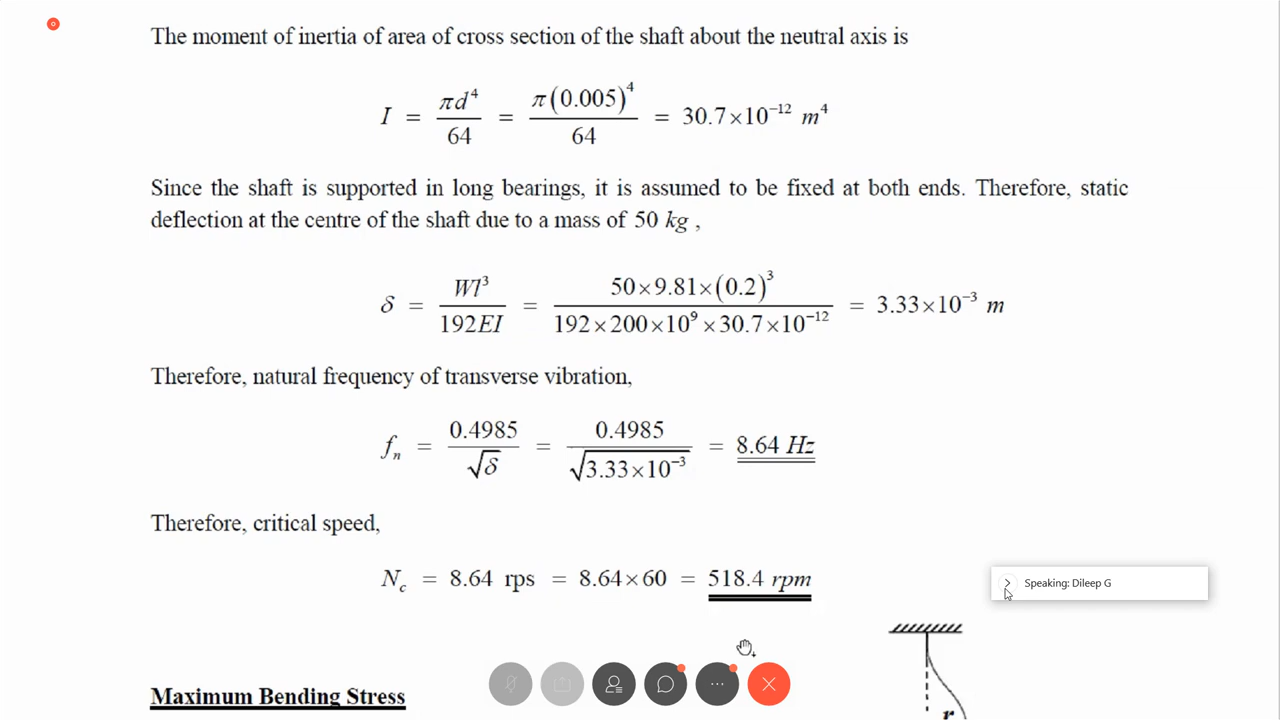 The moment of inertia of area of cross section of the shaft about the neutral axis is
I = πd⁴/64 = π(0.005)⁴/64 = 30.7×10⁻¹² m⁴
Since the shaft is supported in long bearings, it is assumed to be fixed at both ends. Therefore, static
deflection at the centre of the shaft due to a mass of 50 kg ,
δ = Wl³/192EI = 50×9.81×(0.2)³/192×200×10⁹×30.7×10⁻¹² = 3.33×10⁻³ m
Therefore, natural frequency of transverse vibration,
fₙ = 0.4985/√δ = 0.4985/√3.33×10⁻³ = 8.64 Hz
Therefore, critical speed,
N_c = 8.64 rps = 8.64×60 = 518.4 rpm
Speaking: Dileep G
Maximum Bending Stress
r